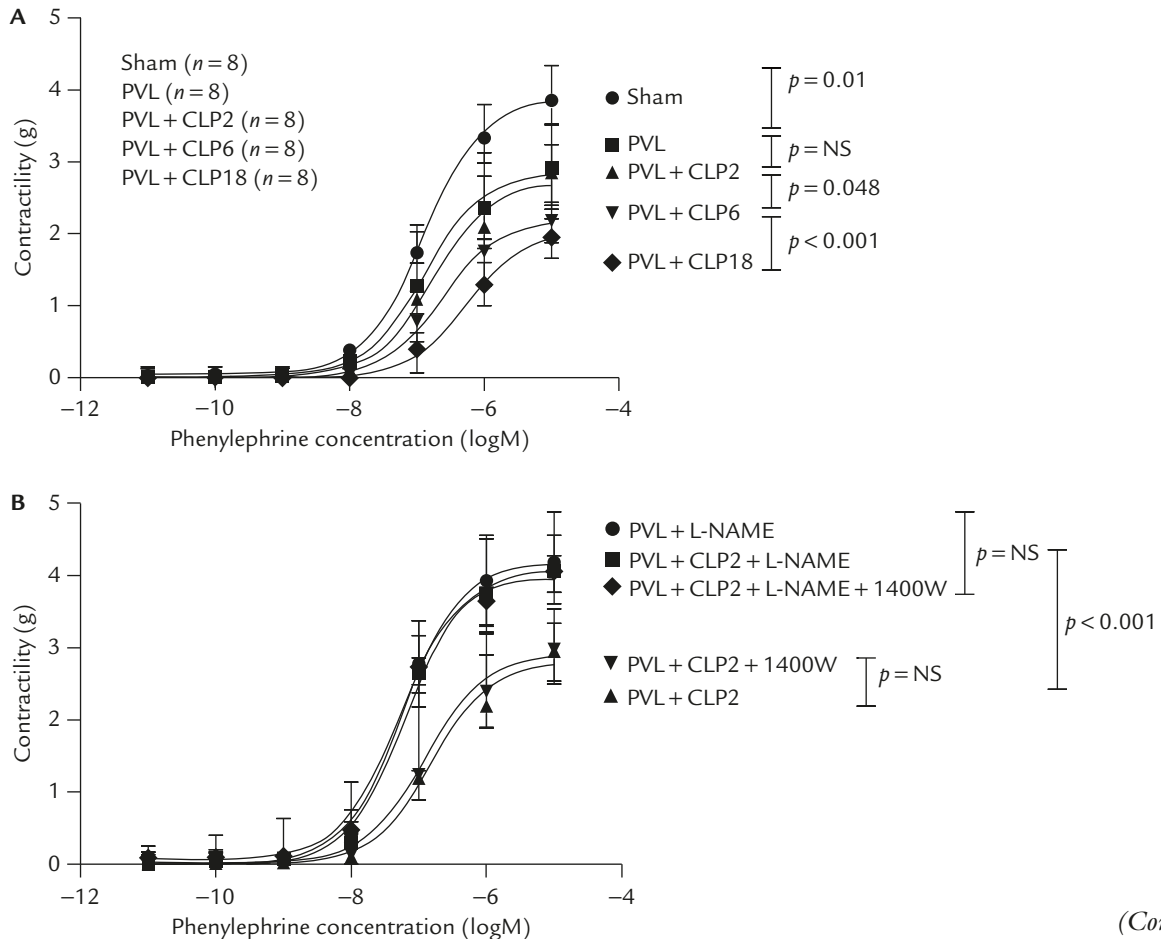 A
5
4
3
2
1
0
Contractility (g)
Sham (n = 8)
PVL (n = 8)
PVL + CLP2 (n = 8)
PVL + CLP6 (n = 8)
PVL + CLP18 (n = 8)
Sham
PVL
PVL + CLP2
PVL + CLP6
PVL + CLP18
p = 0.01
p = NS
p = 0.048
p < 0.001
−12 −10 −8 −6 −4
Phenylephrine concentration (logM)
B
5
4
3
2
1
0
Contractility (g)
PVL + L-NAME
PVL + CLP2 + L-NAME
PVL + CLP2 + L-NAME + 1400W
PVL + CLP2 + 1400W
PVL + CLP2
p = NS
p < 0.001
p = NS
−12 −10 −8 −6 −4
Phenylephrine concentration (logM)